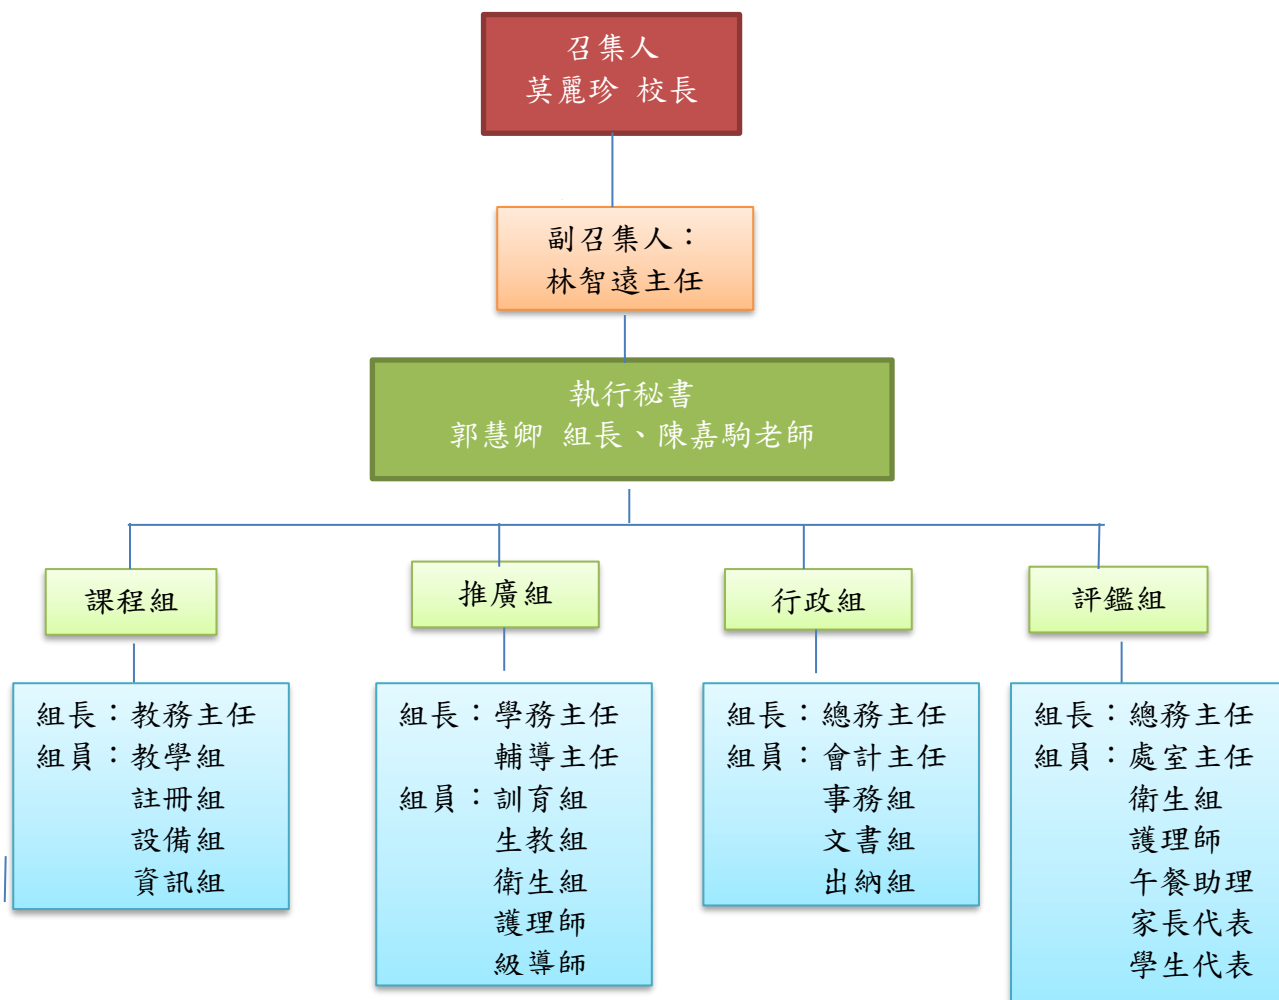 召集人
莫麗珍 校長
副召集人：
林智遠主任
執行秘書
郭慧卿 組長、陳嘉駒老師
課程組
推廣組
行政組
評鑑組
組長：教務主任
組員：教學組
註冊組
設備組
資訊組
組長：學務主任
輔導主任
組員：訓育組
生教組
衛生組
護理師
級導師
組長：總務主任
組員：會計主任
事務組
文書組
出納組
組長：總務主任
組員：處室主任
衛生組
護理師
午餐助理
家長代表
學生代表